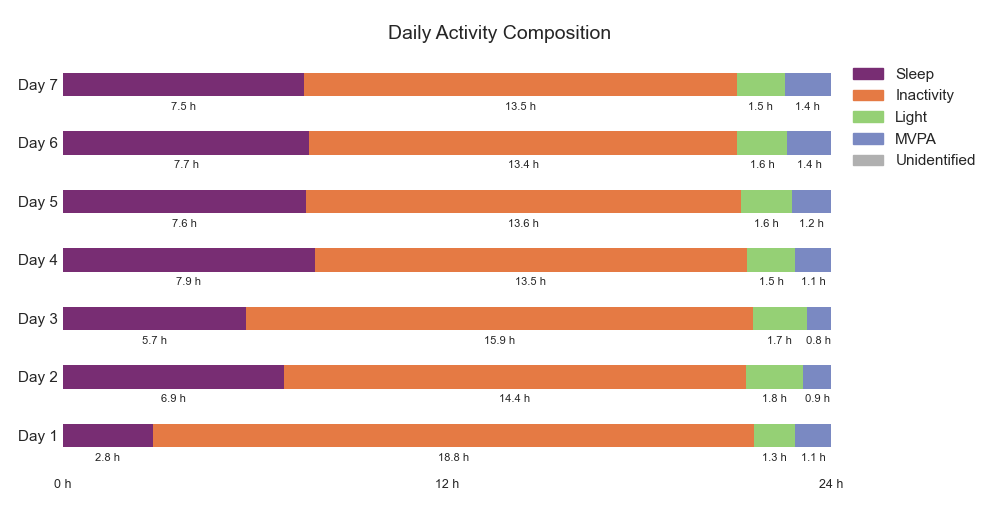 Daily Activity Composition
Day 7
7.5 h 13.5 h 1.5 h 1.4 h
Day 6
7.7 h 13.4 h 1.6 h 1.4 h
Day 5
7.6 h 13.6 h 1.6 h 1.2 h
Day 4
7.9 h 13.5 h 1.5 h 1.1 h
Day 3
5.7 h 15.9 h 1.7 h 0.8 h
Day 2
6.9 h 14.4 h 1.8 h 0.9 h
Day 1
2.8 h 18.8 h 1.3 h 1.1 h
0 h 12 h 24 h
Sleep
Inactivity
Light
MVPA
Unidentified